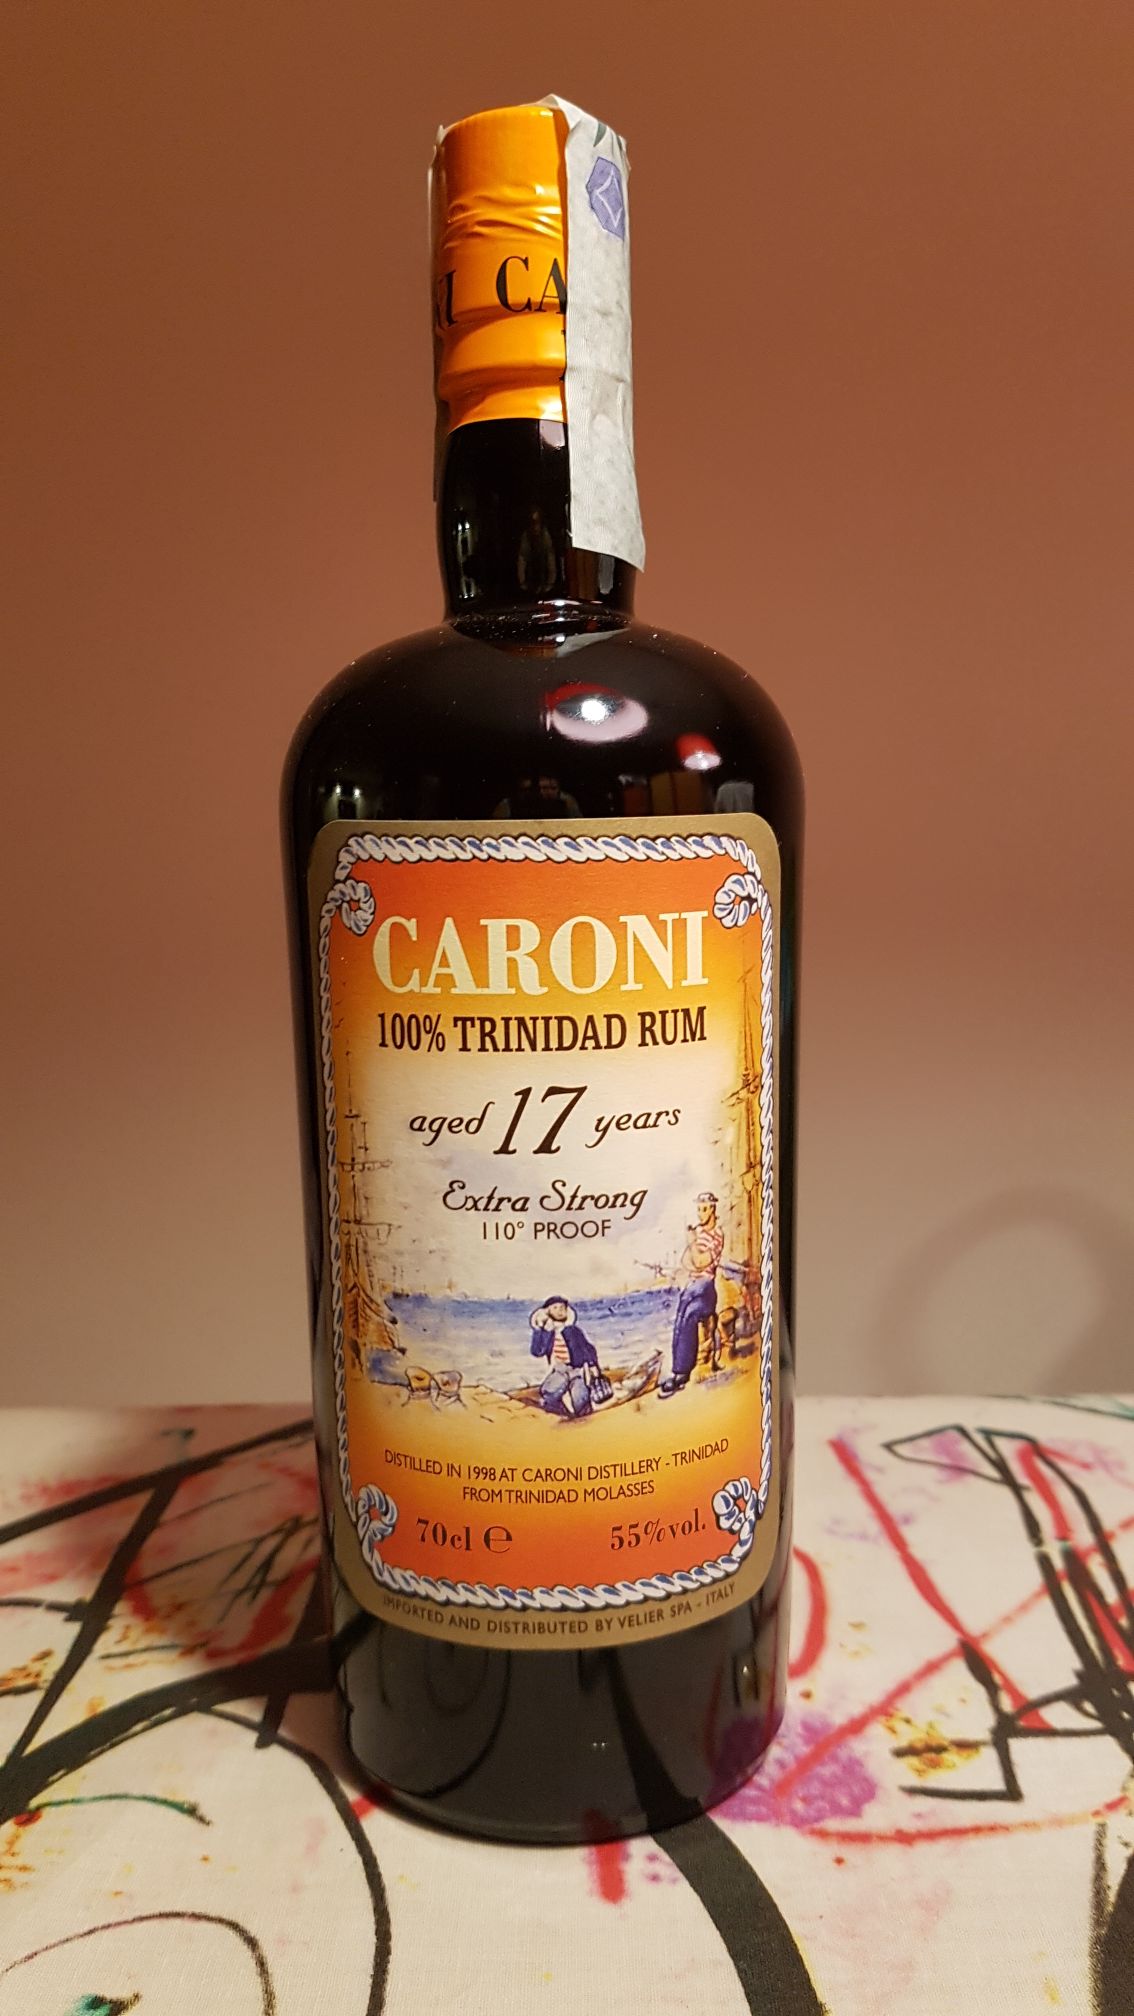 CA
CARONI
100% TRINIDAD RUM
aged 17 years
Extra Strong
110° PROOF
DISTILLED IN 1998 AT CARONI DISTILLERY - TRINIDAD
FROM TRINIDAD MOLASSES
70cl ℮ 55% vol.
IMPORTED AND DISTRIBUTED BY VELIER SPA - ITALY